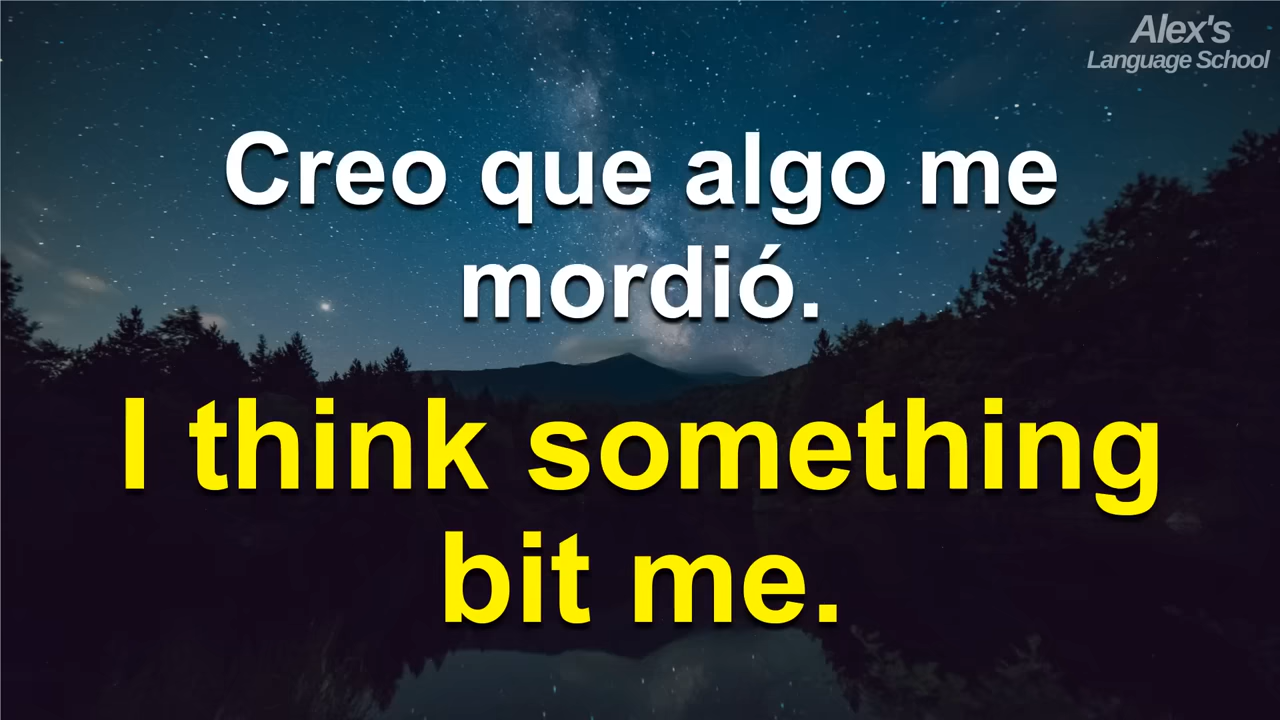 Alex's
Language School
Creo que algo me
mordió.
I think something
bit me.